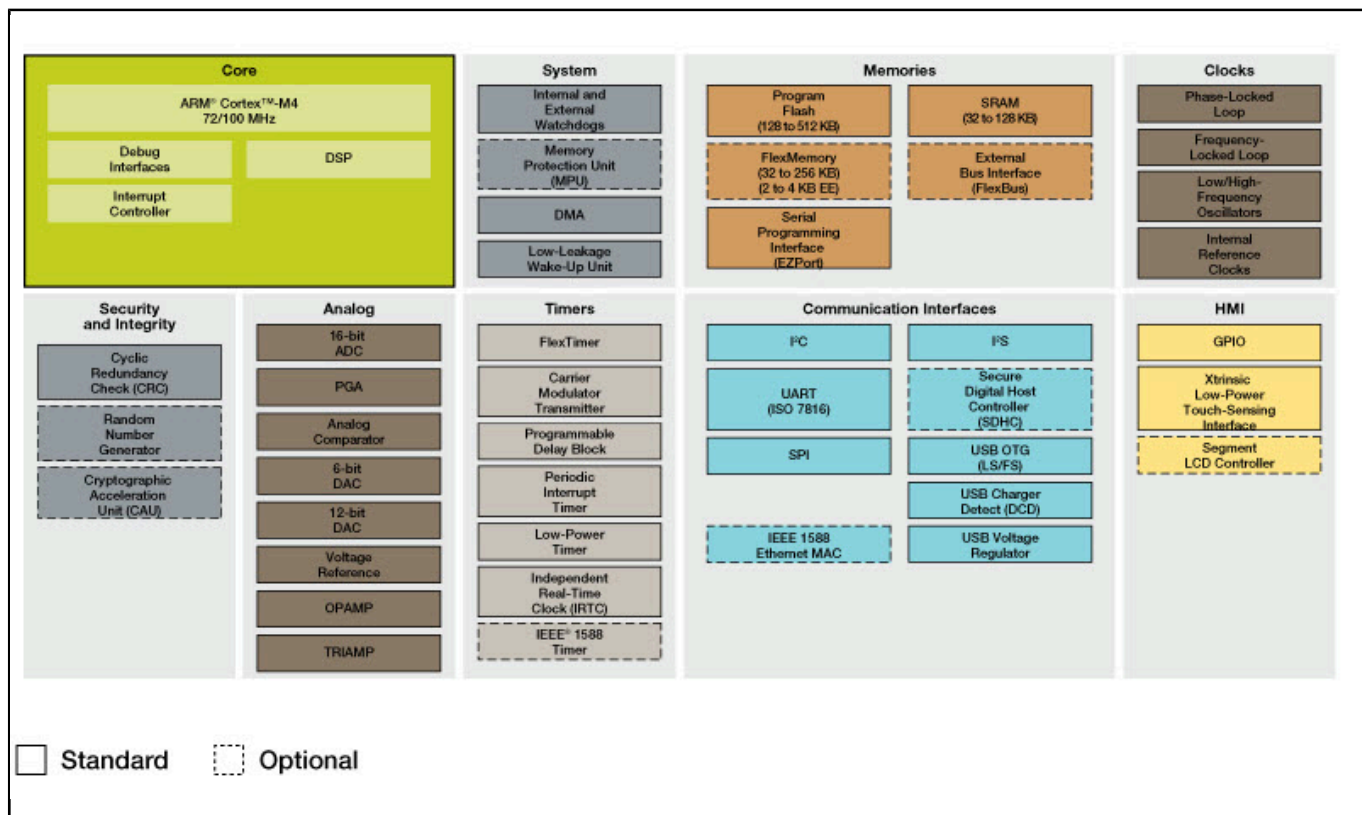 Core
ARM® Cortex™-M4
72/100 MHz
Debug
Interfaces
DSP
Interrupt
Controller
System
Internal and
External
Watchdogs
Memory
Protection Unit
(MPU)
DMA
Low-Leakage
Wake-Up Unit
Memories
Program
Flash
(128 to 512 KB)
SRAM
(32 to 128 KB)
FlexMemory
(32 to 256 KB)
(2 to 4 KB EE)
External
Bus Interface
(FlexBus)
Serial
Programming
Interface
(EZPort)
Clocks
Phase-Locked
Loop
Frequency-
Locked Loop
Low/High-
Frequency
Oscillators
Internal
Reference
Clocks
Security
and Integrity
Cyclic
Redundancy
Check (CRC)
Random
Number
Generator
Cryptographic
Acceleration
Unit (CAU)
Analog
16-bit
ADC
PGA
Analog
Comparator
6-bit
DAC
12-bit
DAC
Voltage
Reference
OPAMP
TRIAMP
Timers
FlexTimer
Carrier
Modulator
Transmitter
Programmable
Delay Block
Periodic
Interrupt
Timer
Low-Power
Timer
Independent
Real-Time
Clock (IRTC)
IEEE® 1588
Timer
Communication Interfaces
I²C
I²S
UART
(ISO 7816)
Secure
Digital Host
Controller
(SDHC)
SPI
USB OTG
(LS/FS)
USB Charger
Detect (DCD)
IEEE 1588
Ethernet MAC
USB Voltage
Regulator
HMI
GPIO
Xtrinsic
Low-Power
Touch-Sensing
Interface
Segment
LCD Controller
Standard
Optional